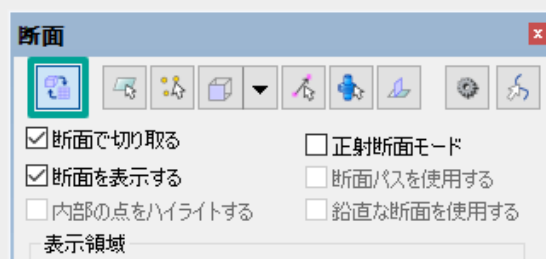 断面
断面で切り取る
正射断面モード
断面を表示する
断面パスを使用する
内部の点をハイライトする
鉛直な断面を使用する
表示領域